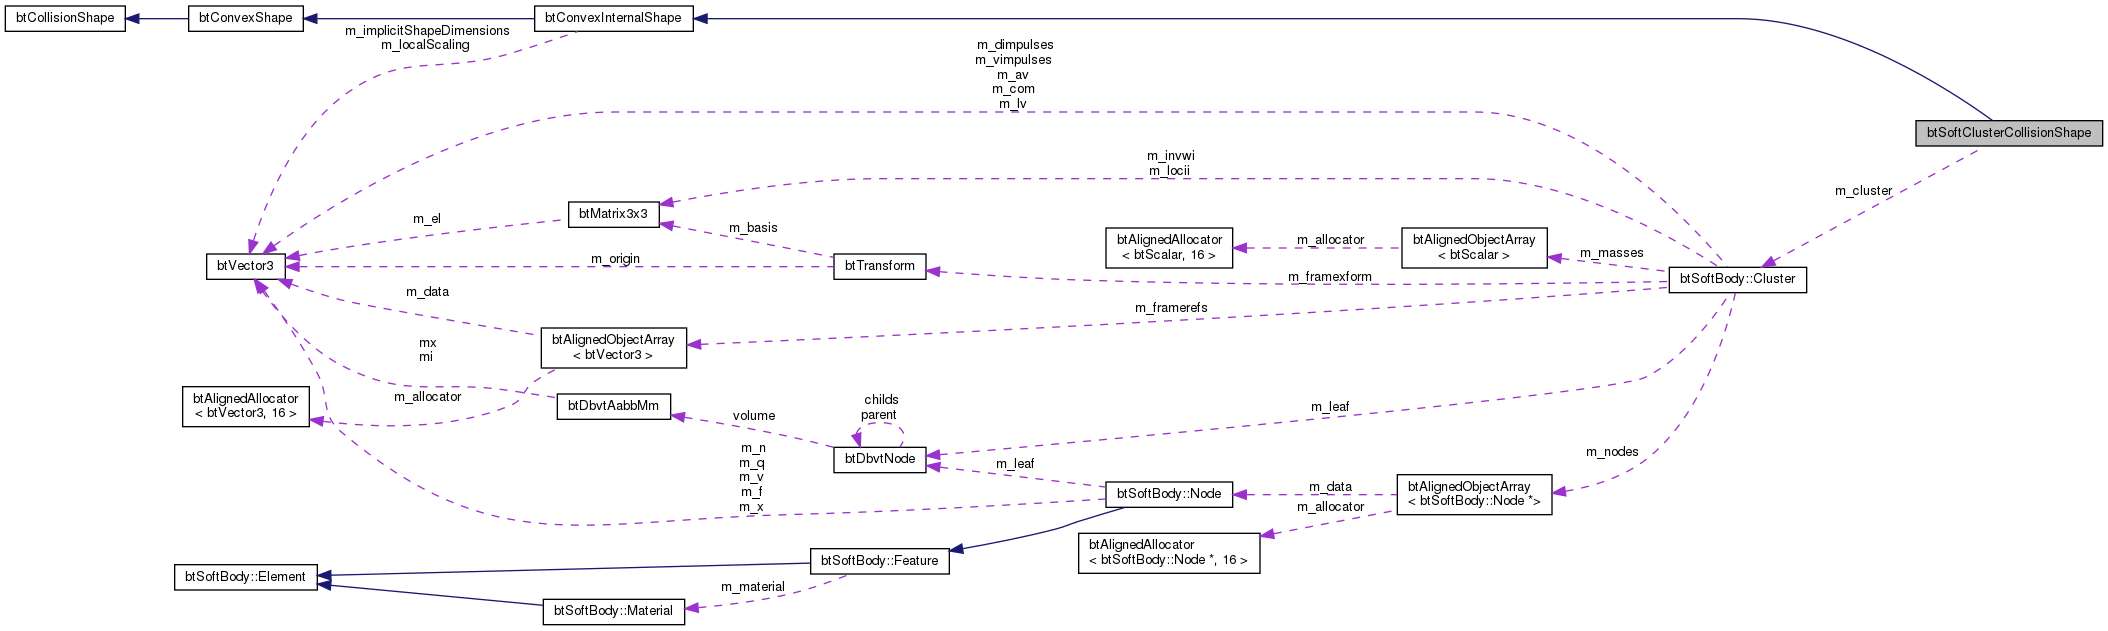 btCollisionShape
btConvexShape
btConvexInternalShape
m_implicitShapeDimensions
m_localScaling
m_dimpulses
m_vimpulses
m_av
m_com
m_lv
btSoftClusterCollisionShape
m_invwi
m_locii
m_cluster
btMatrix3x3
m_el
m_basis
btAlignedAllocator
< btScalar, 16 >
m_allocator
btAlignedObjectArray
< btScalar >
m_masses
btVector3
m_origin
btTransform
m_framexform
btSoftBody::Cluster
m_data
m_framerefs
btAlignedObjectArray
< btVector3 >
mx
mi
btAlignedAllocator
< btVector3, 16 >
m_allocator
btDbvtAabbMm
volume
childs
parent
m_leaf
btDbvtNode
m_nodes
m_n
m_q
m_v
m_f
m_x
m_leaf
btSoftBody::Node
m_data
m_allocator
btAlignedObjectArray
< btSoftBody::Node *>
btAlignedAllocator
< btSoftBody::Node *, 16 >
btSoftBody::Element
btSoftBody::Feature
m_material
btSoftBody::Material